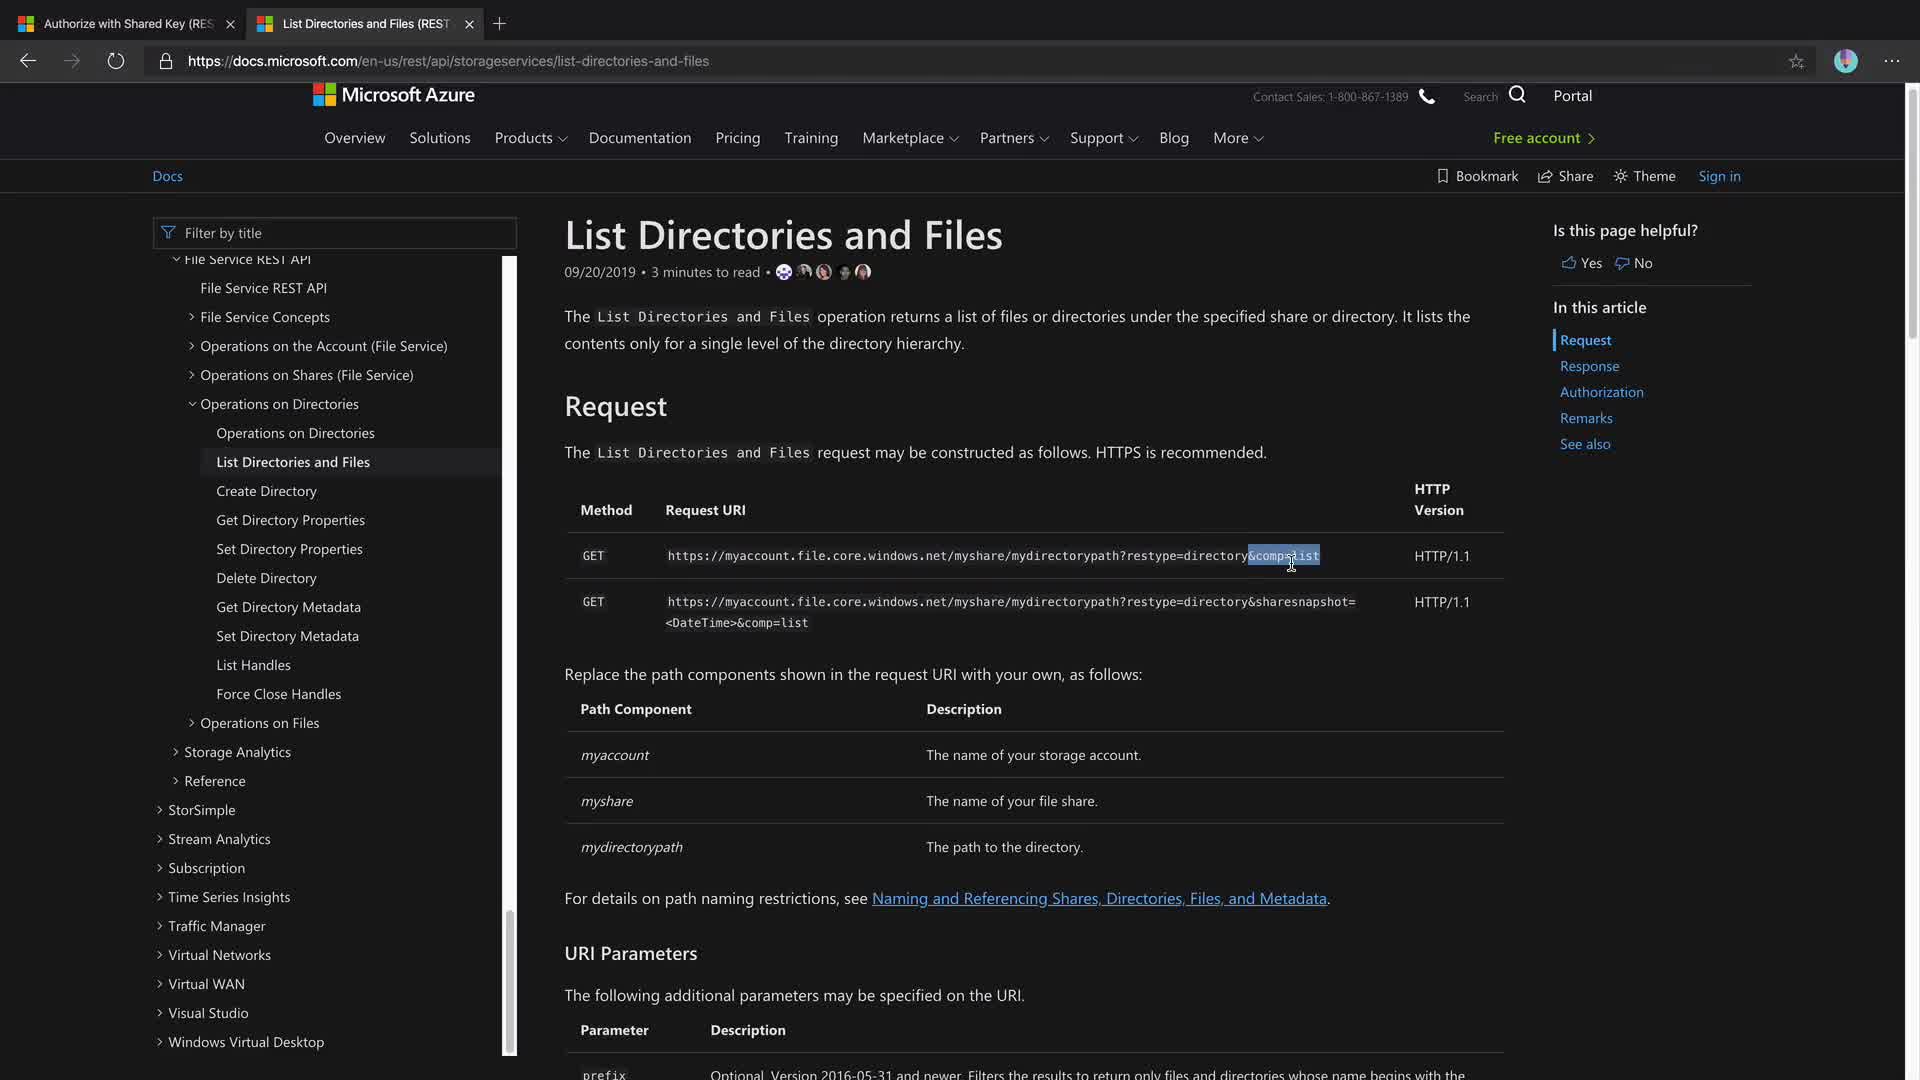 Authorize with Shared Key (RES
List Directories and Files (REST
https://docs.microsoft.com/en-us/rest/api/storageservices/list-directories-and-files
Microsoft Azure
Contact Sales: 1-800-867-1389
Search
Portal
Overview Solutions Products Documentation Pricing Training Marketplace Partners Support Blog More Free account
Docs
Bookmark Share Theme Sign in
Filter by title
File Service REST API
File Service REST API
File Service Concepts
Operations on the Account (File Service)
Operations on Shares (File Service)
Operations on Directories
Operations on Directories
List Directories and Files
Create Directory
Get Directory Properties
Set Directory Properties
Delete Directory
Get Directory Metadata
Set Directory Metadata
List Handles
Force Close Handles
Operations on Files
Storage Analytics
Reference
StorSimple
Stream Analytics
Subscription
Time Series Insights
Traffic Manager
Virtual Networks
Virtual WAN
Visual Studio
Windows Virtual Desktop
List Directories and Files
09/20/2019 • 3 minutes to read •
The List Directories and Files operation returns a list of files or directories under the specified share or directory. It lists the
contents only for a single level of the directory hierarchy.
Request
The List Directories and Files request may be constructed as follows. HTTPS is recommended.
Method Request URI HTTP
Version
GET https://myaccount.file.core.windows.net/myshare/mydirectorypath?restype=directory&comp=list HTTP/1.1
GET https://myaccount.file.core.windows.net/myshare/mydirectorypath?restype=directory&sharesnapshot= HTTP/1.1
<DateTime>&comp=list
Replace the path components shown in the request URI with your own, as follows:
Path Component Description
myaccount The name of your storage account.
myshare The name of your file share.
mydirectorypath The path to the directory.
For details on path naming restrictions, see Naming and Referencing Shares, Directories, Files, and Metadata.
URI Parameters
The following additional parameters may be specified on the URI.
Parameter Description
prefix Optional. Version 2016-05-31 and newer. Filters the results to return only files and directories whose name begins with the
Is this page helpful?
Yes No
In this article
Request
Response
Authorization
Remarks
See also